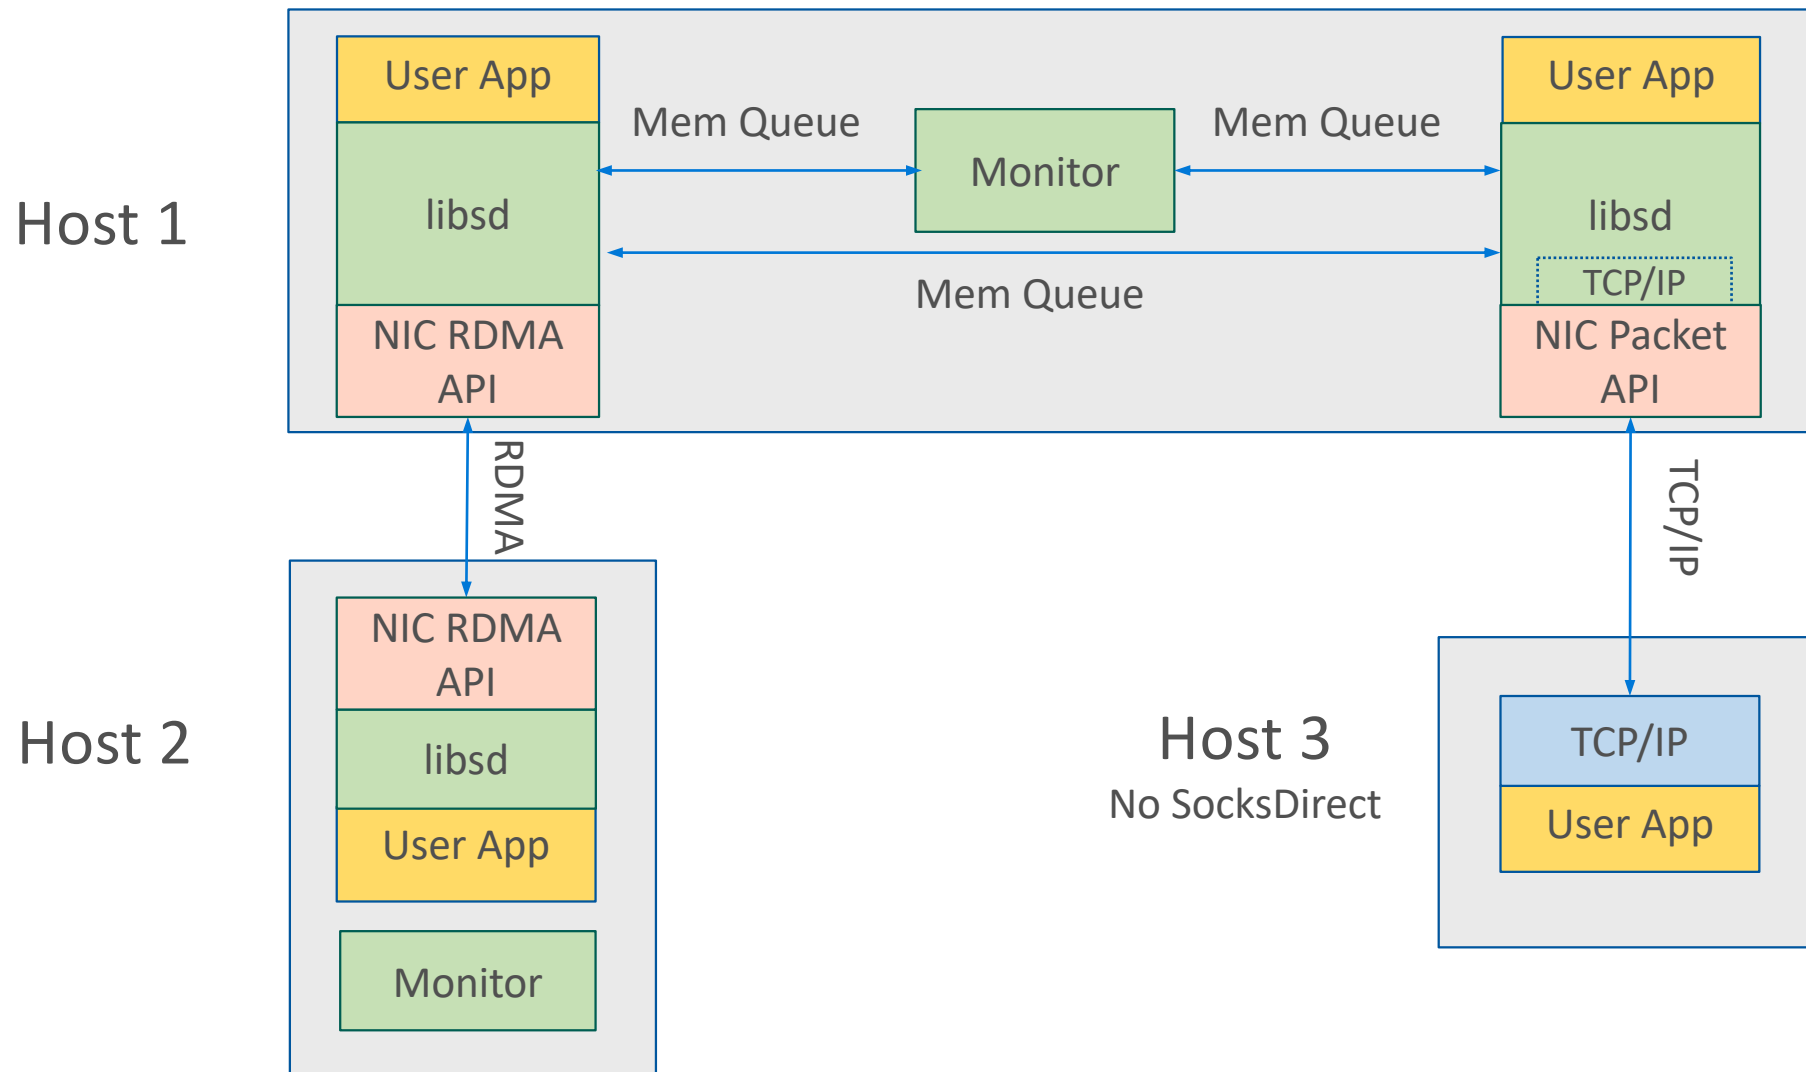 Host 1
User App
libsd
NIC RDMA
API
Mem Queue
Monitor
Mem Queue
Mem Queue
User App
libsd
TCP/IP
NIC Packet
API
RDMA
TCP/IP
Host 2
NIC RDMA
API
libsd
User App
Monitor
Host 3
No SocksDirect
TCP/IP
User App